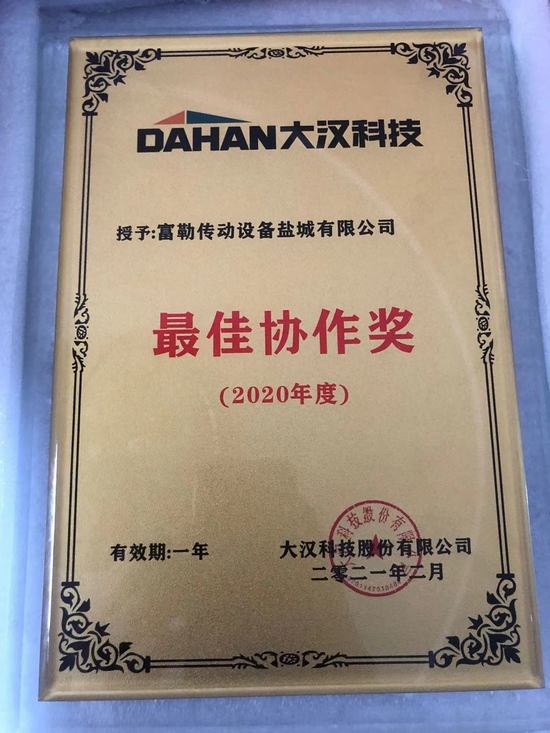 DAHAN大汉科技
授予:富勒传动设备盐城有限公司
最佳协作奖
(2020年度)
有效期:一年
大汉科技股份有限公司
二零二一年二月